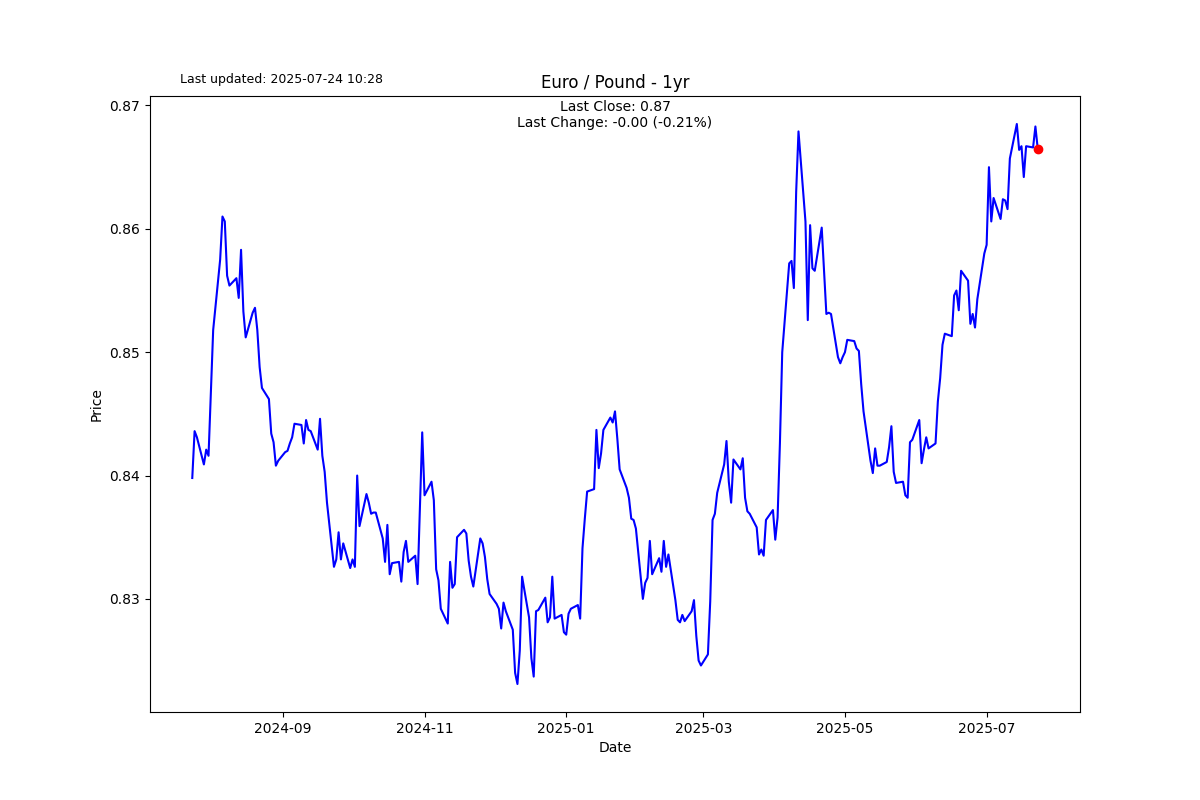 Last updated: 2025-07-24 10:28
Euro / Pound - 1yr
Last Close: 0.87
Last Change: -0.00 (-0.21%)
Price
0.87
0.86
0.85
0.84
0.83
2024-09
2024-11
2025-01
2025-03
2025-05
2025-07
Date